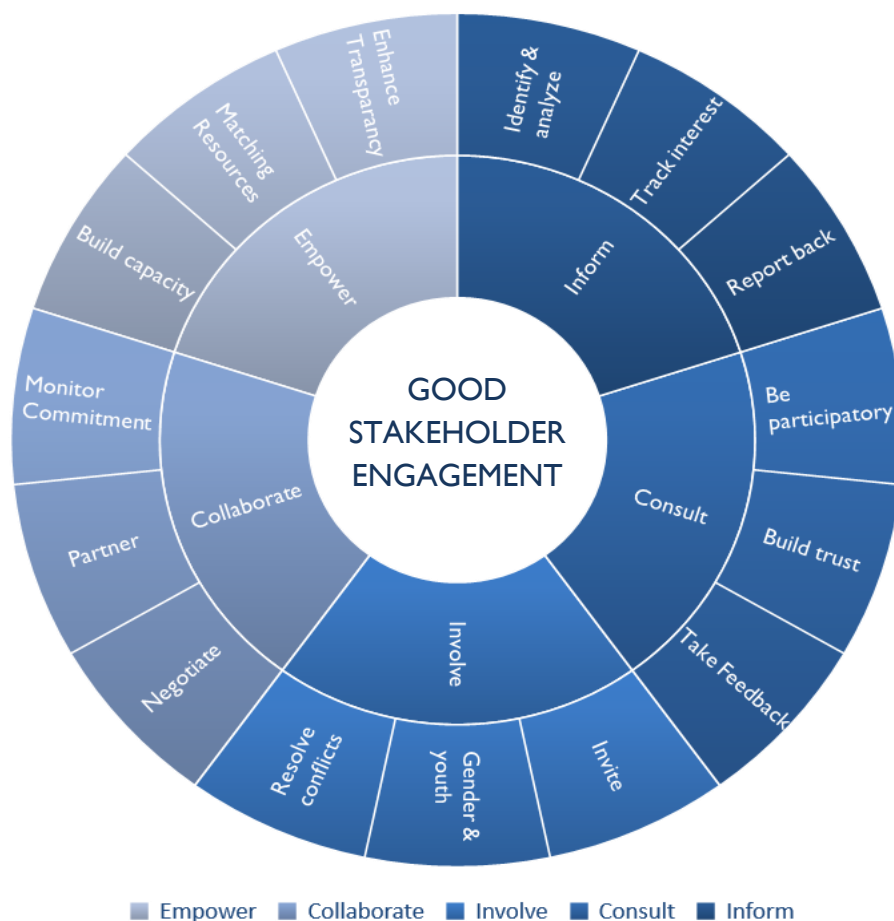 Enhance
Transparancy
Identify &
analyze
Matching
Resources
Track interest
Build capacity
Empower
Inform
Report back
GOOD
STAKEHOLDER
ENGAGEMENT
Monitor
Commitment
Be
participatory
Collaborate
Consult
Partner
Build trust
Negotiate
Involve
Take Feedback
Resolve
conflicts
Gender &
youth
Invite
Empower
Collaborate
Involve
Consult
Inform